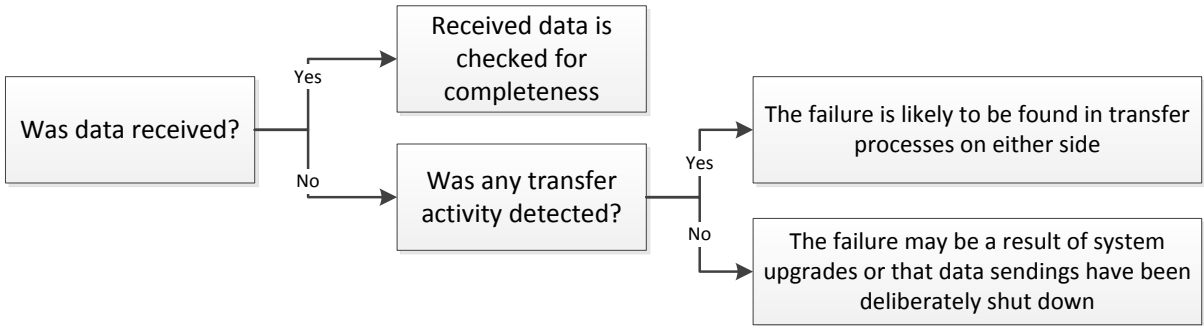 Was data received?
Yes
No
Received data is
checked for
completeness
Was any transfer
activity detected?
Yes
No
The failure is likely to be found in transfer
processes on either side
The failure may be a result of system
upgrades or that data sendings have been
deliberately shut down